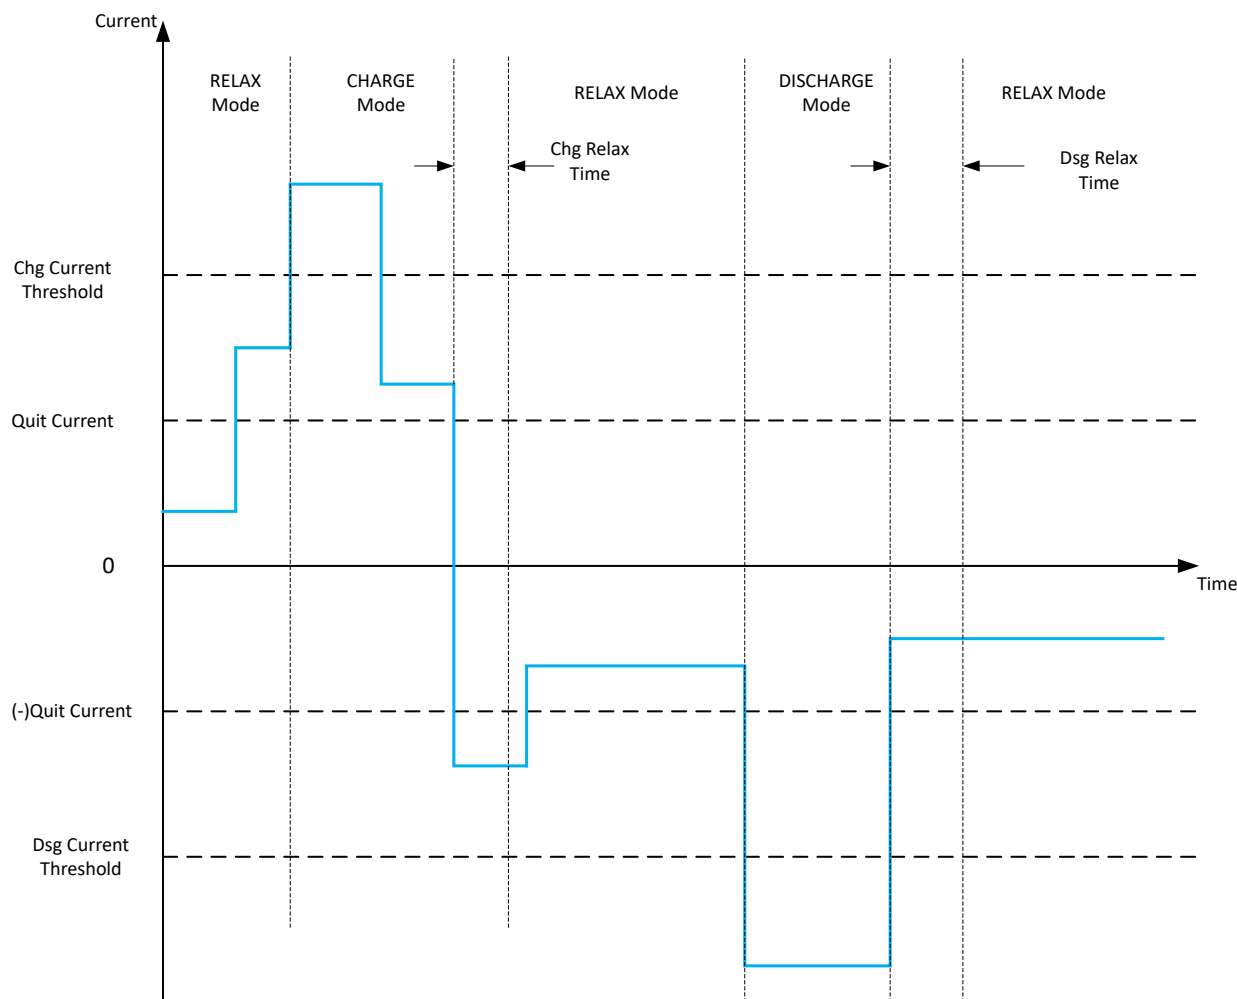 Current
RELAX
Mode
CHARGE
Mode
RELAX Mode
DISCHARGE
Mode
RELAX Mode
Chg Relax
Time
Dsg Relax
Time
Chg Current
Threshold
Quit Current
0
Time
(-)Quit Current
Dsg Current
Threshold